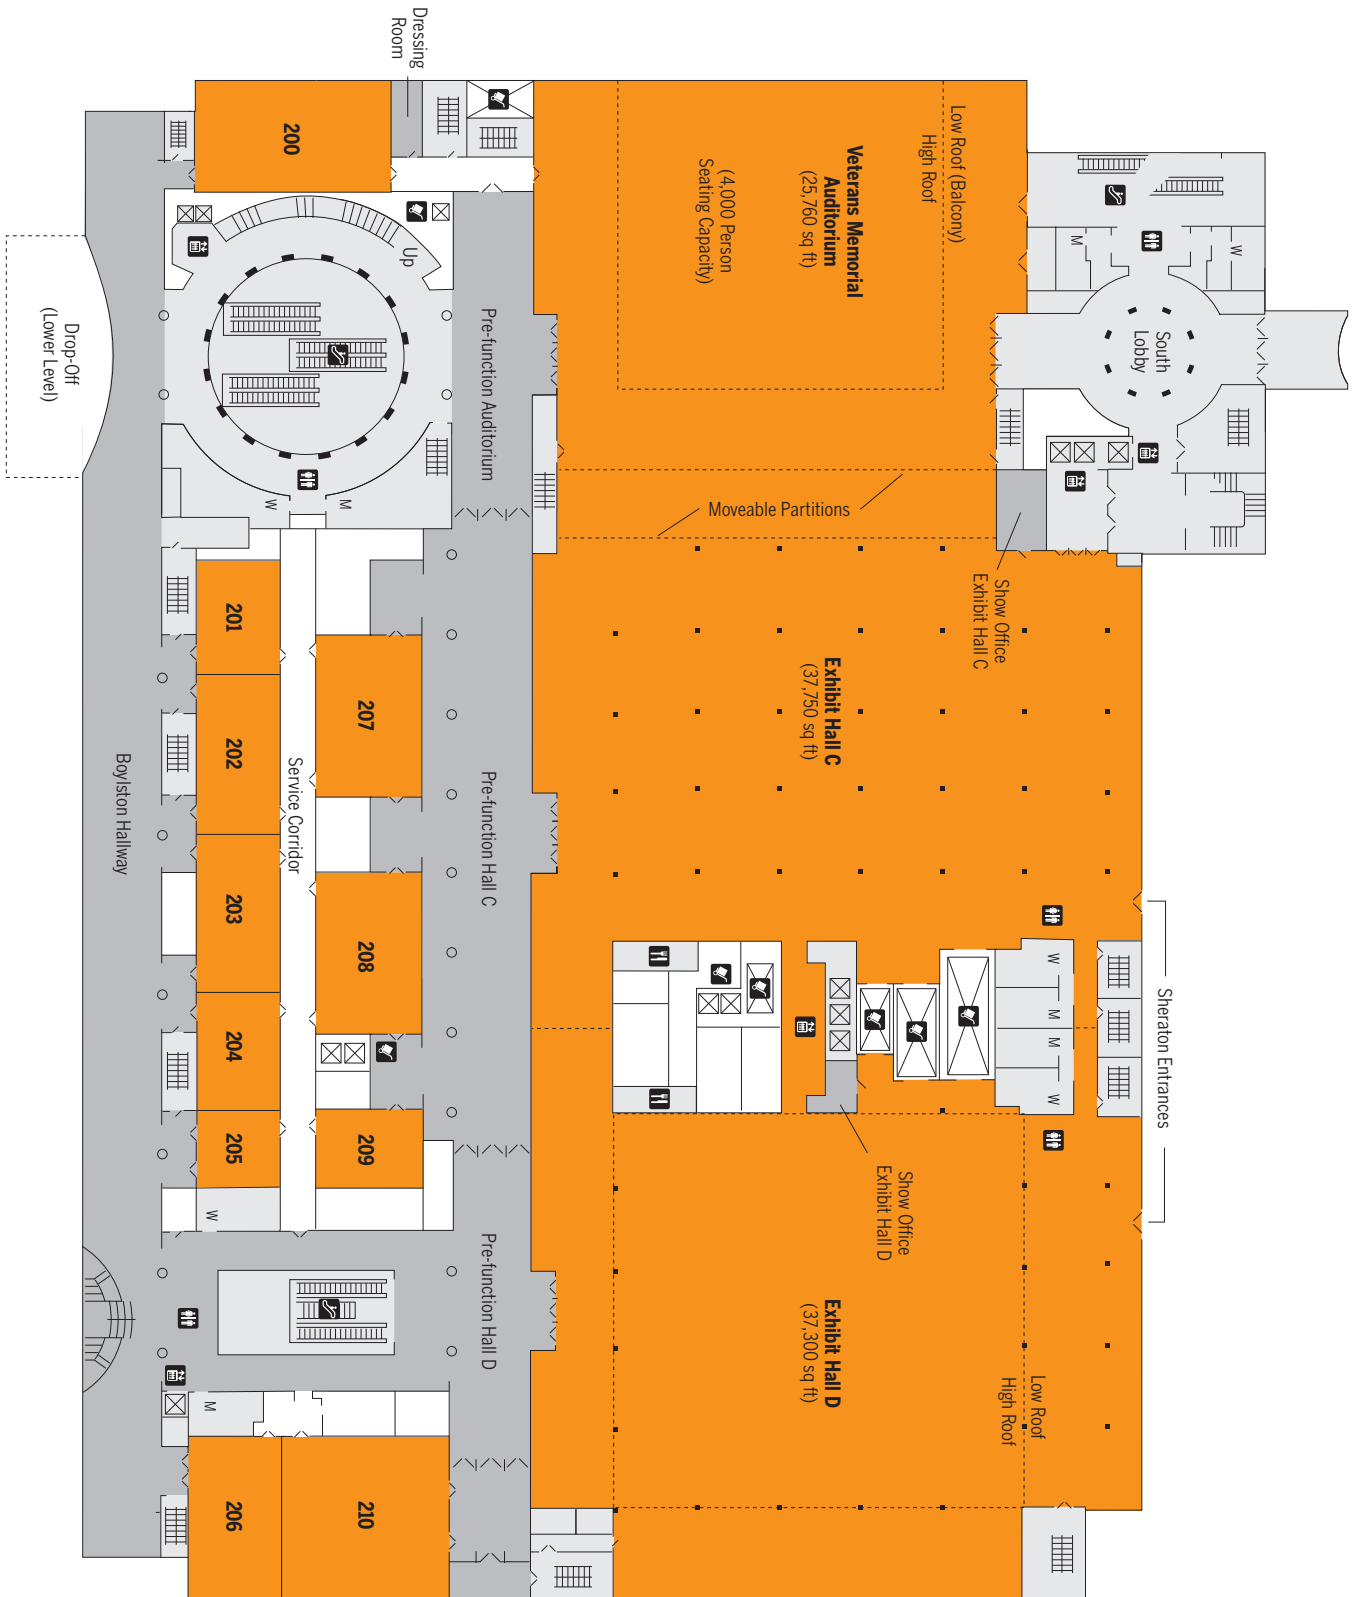 Dressing
Room
200
Up
Drop-Off
(Lower Level)
Pre-function Auditorium
W
M
Veterans Memorial
Auditorium
(25,760 sq ft)
(4,000 Person
Seating Capacity)
Low Roof (Balcony)
High Roof
M
W
South
Lobby
Moveable Partitions
Show Office
Exhibit Hall C
Exhibit Hall C
(37,750 sq ft)
201
202
203
204
205
207
208
209
Service Corridor
Boylston Hallway
Pre-function Hall C
W
M
M
W
Sheraton Entrances
Show Office
Exhibit Hall D
Exhibit Hall D
(37,300 sq ft)
Low Roof
High Roof
Pre-function Hall D
W
M
206
210